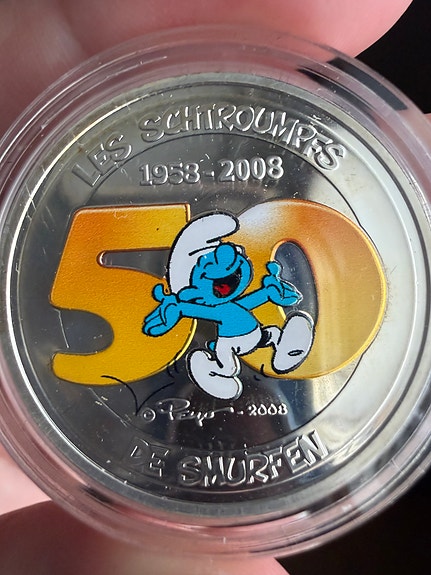 LES SCHTROUMPFS
1958-2008
50
© Peyo - 2008
DE SMURFEN